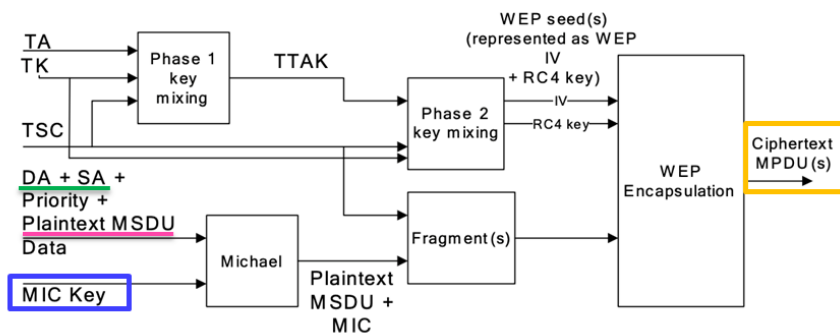 TA
TK
TSC
Phase 1
key
mixing
TTAK
WEP seed(s)
(represented as WEP
IV
+ RC4 key)
Phase 2
key mixing
IV
RC4 key
WEP
Encapsulation
Ciphertext
MPDU(s)
DA + SA +
Priority +
Plaintext MSDU
Data
MIC Key
Michael
Plaintext
MSDU +
MIC
Fragment(s)